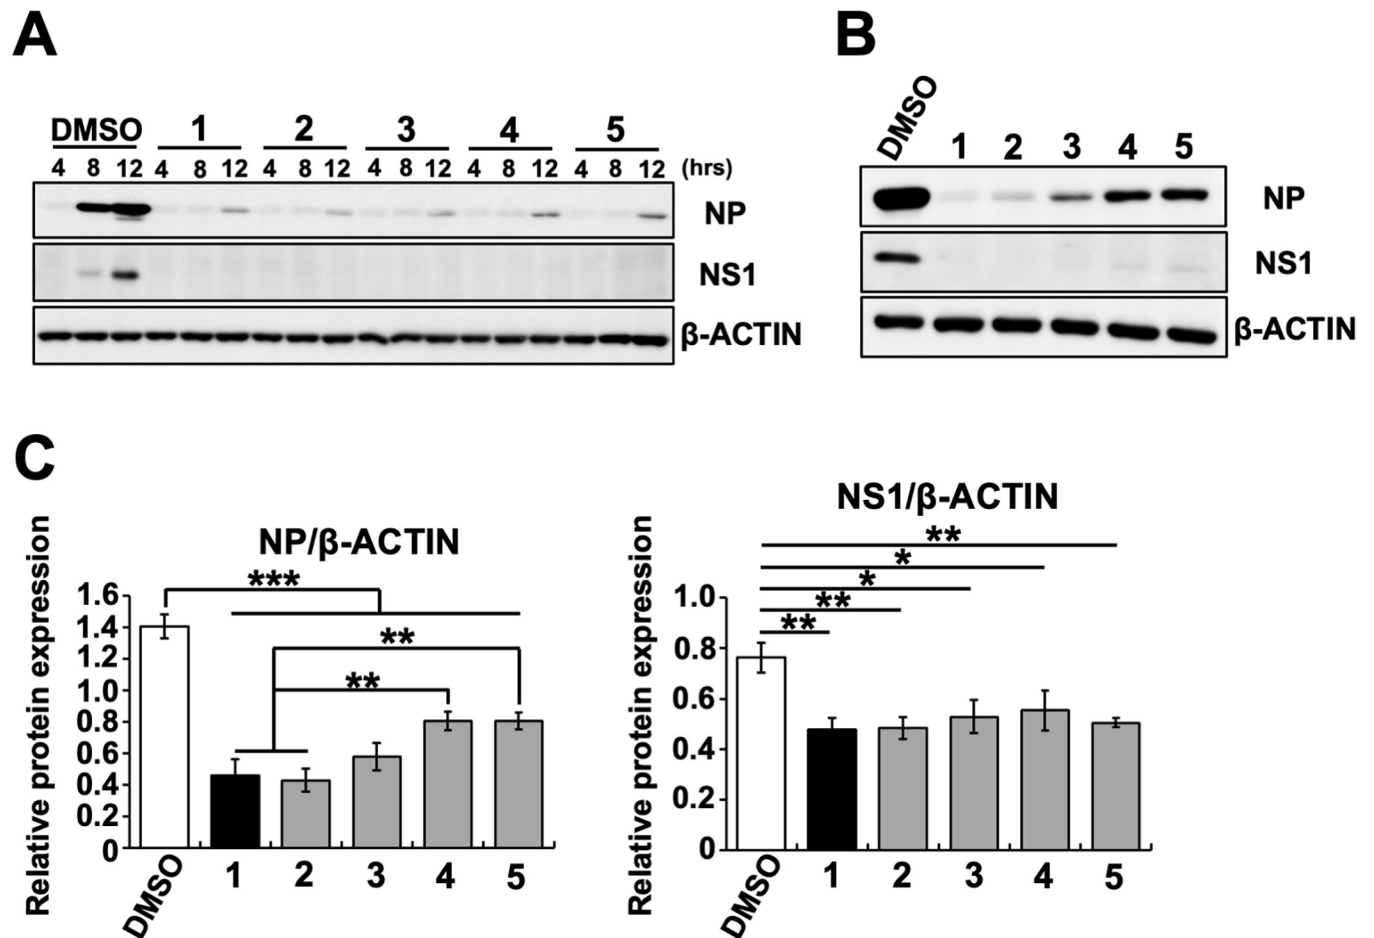 A
DMSO 1 2 3 4 5
4 8 12 4 8 12 4 8 12 4 8 12 4 8 12 4 8 12 (hrs)
NP
NS1
β-ACTIN
B
DMSO 1 2 3 4 5
NP
NS1
β-ACTIN
C
NP/β-ACTIN
Relative protein expression
1.6
1.4
1.2
1.0
0.8
0.6
0.4
0.2
0
***
**
**
DMSO 1 2 3 4 5
NS1/β-ACTIN
Relative protein expression
1.0
0.8
0.6
0.4
0.2
0
**
*
*
**
**
DMSO 1 2 3 4 5